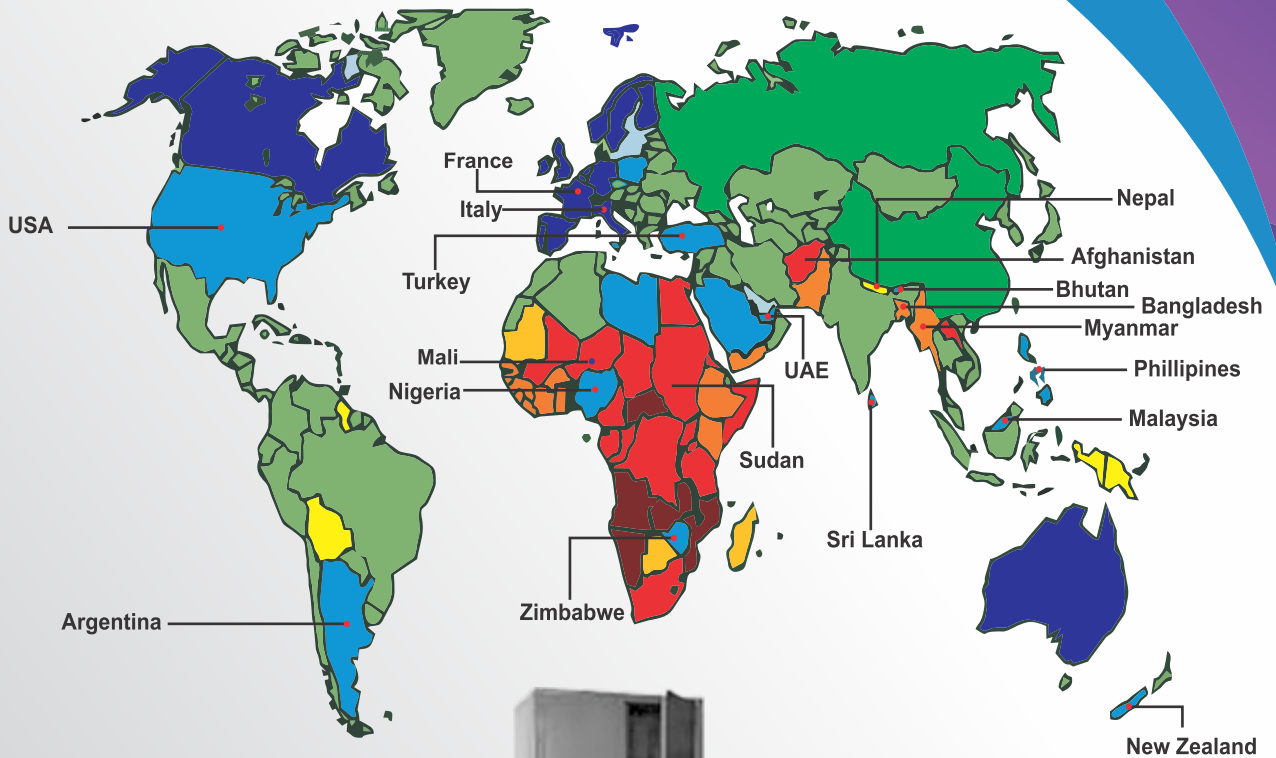 France
Nepal
USA
Italy
Afghanistan
Turkey
Bhutan
Bangladesh
Myanmar
Mali
UAE
Phillipines
Nigeria
Malaysia
Sudan
Sri Lanka
Zimbabwe
Argentina
New Zealand